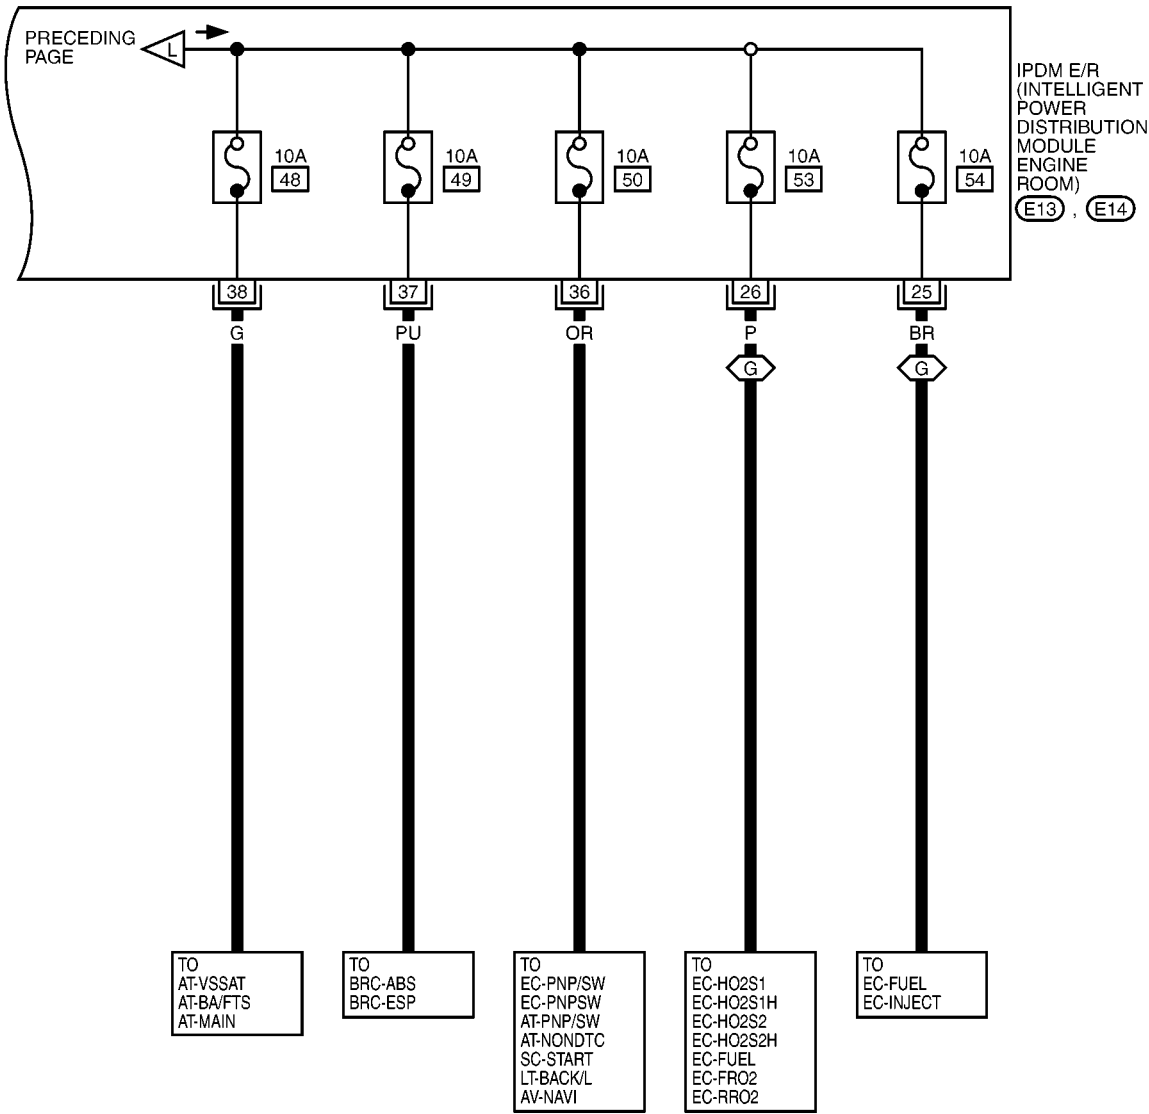 PRECEDING
PAGE
L
10A
48
10A
49
10A
50
10A
53
10A
54
IPDM E/R
(INTELLIGENT
POWER
DISTRIBUTION
MODULE
ENGINE
ROOM)
E13 , E14
38
37
36
26
25
G
PU
OR
P
BR
G
G
TO
AT-VSSAT
AT-BA/FTS
AT-MAIN
TO
BRC-ABS
BRC-ESP
TO
EC-PNP/SW
EC-PNPSW
AT-PNP/SW
AT-NONDTC
SC-START
LT-BACK/L
AV-NAVI
TO
EC-HO2S1
EC-HO2S1H
EC-HO2S2
EC-HO2S2H
EC-FUEL
EC-FRO2
EC-RRO2
TO
EC-FUEL
EC-INJECT